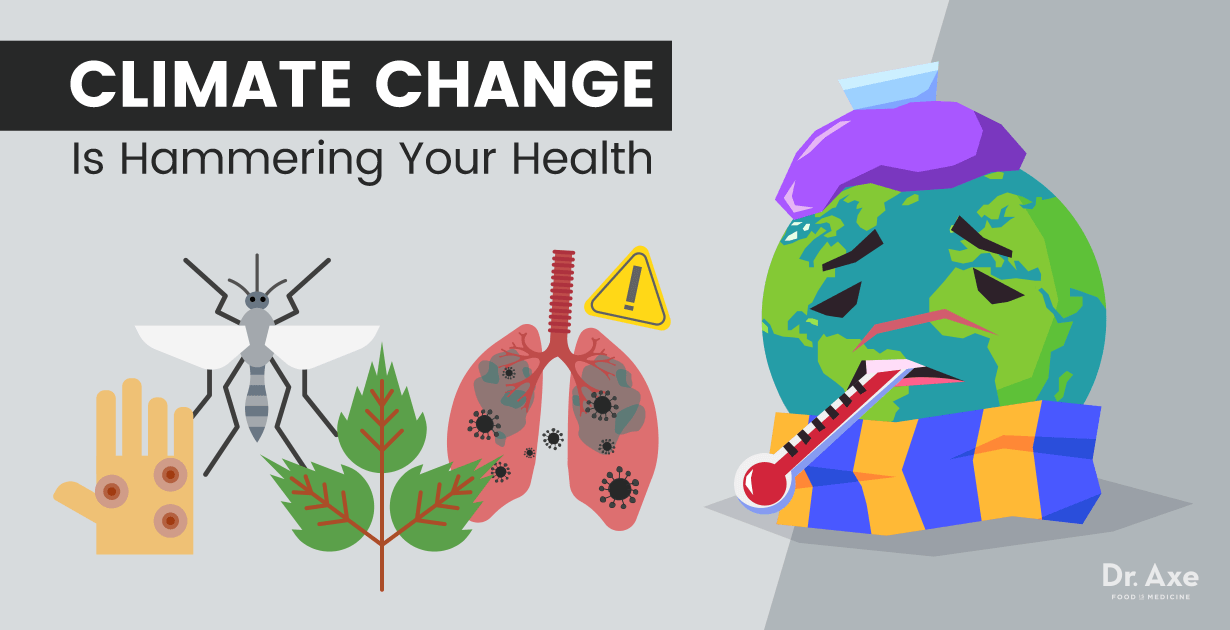 CLIMATE CHANGE
Is Hammering Your Health
!
Dr. Axe
FOOD IS MEDICINE